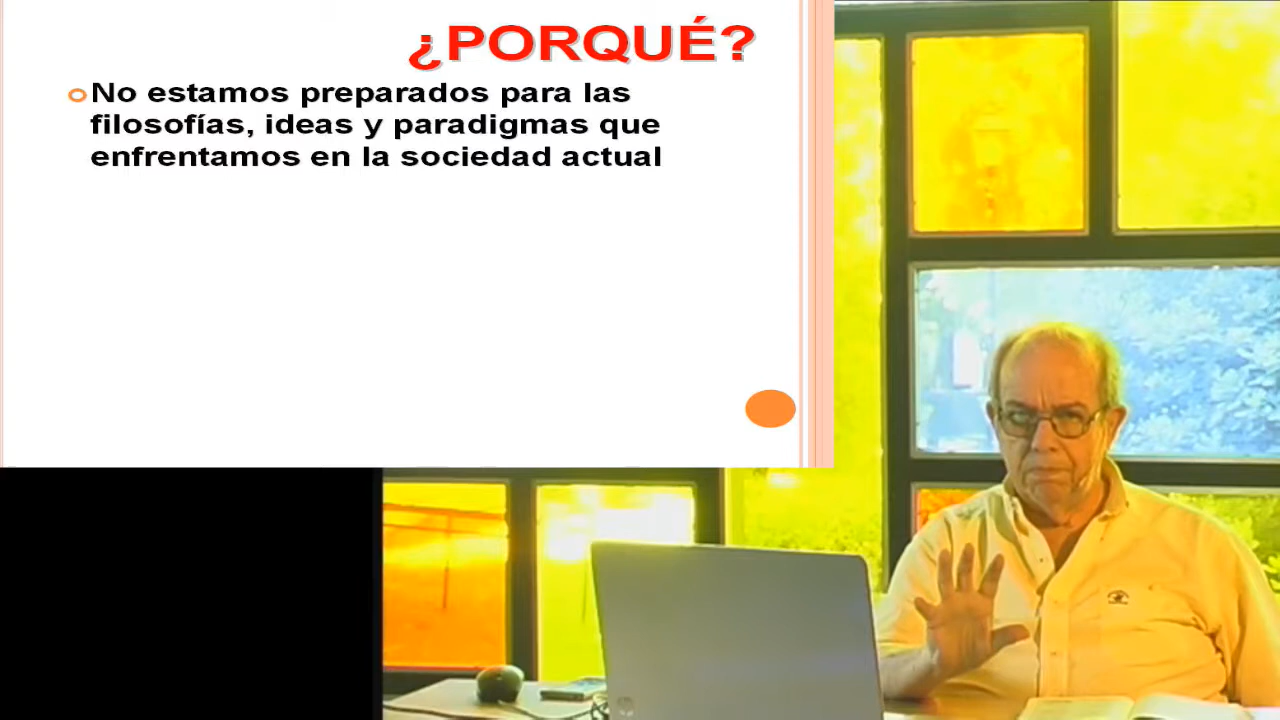 ¿PORQUÉ?
No estamos preparados para las
filosofías, ideas y paradigmas que
enfrentamos en la sociedad actual